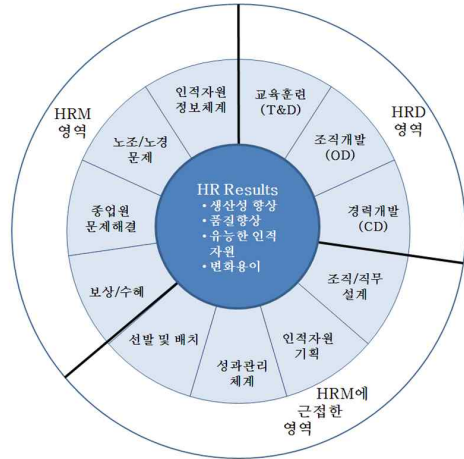 HRM
영역
HRD
영역
HRM에
근접한
영역
인적자원
정보체계
교육훈련
(T&D)
조직개발
(OD)
경력개발
(CD)
조직/직무
설계
인적자원
기획
성과관리
체계
선발 및 배치
보상/수혜
종업원
문제해결
노조/노경
문제
HR Results
• 생산성 향상
• 품질향상
• 유능한 인적
자원
• 변화용이